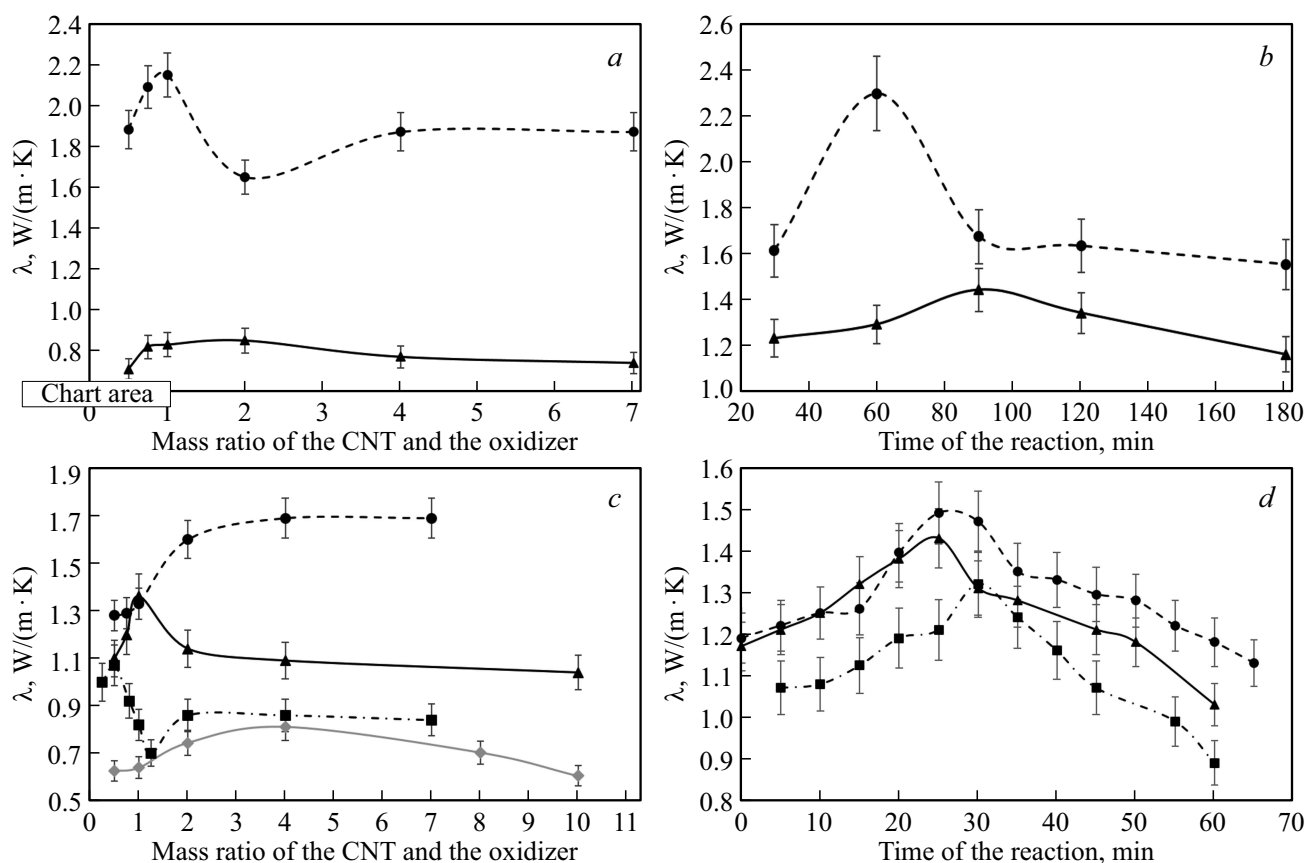 2.4
2.2
2.0
1.8
1.6
1.4
1.2
1.0
0.8
λ, W/(m · K)
a
Chart area
0 1 2 3 4 5 6 7
Mass ratio of the CNT and the oxidizer
2.6
2.4
2.2
2.0
1.8
1.6
1.4
1.2
1.0
λ, W/(m · K)
b
20 40 60 80 100 120 140 160 180
Time of the reaction, min
1.9
1.7
1.5
1.3
1.1
0.9
0.7
0.5
λ, W/(m · K)
c
0 1 2 3 4 5 6 7 8 9 10 11
Mass ratio of the CNT and the oxidizer
1.6
1.5
1.4
1.3
1.2
1.1
1.0
0.9
0.8
λ, W/(m · K)
d
0 10 20 30 40 50 60 70
Time of the reaction, min